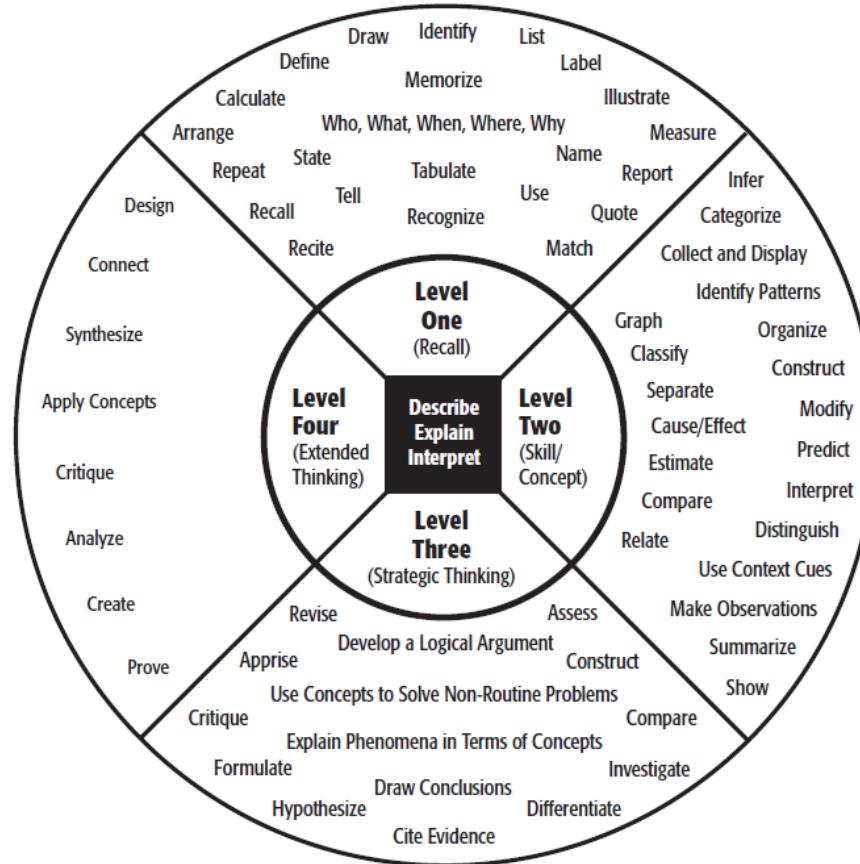 Draw
Identify
List
Define
Label
Memorize
Calculate
Illustrate
Arrange
Who, What, When, Where, Why
Measure
Repeat
State
Tabulate
Name
Report
Recall
Tell
Recognize
Use
Quote
Recite
Match
Level
One
(Recall)
Infer
Categorize
Collect and Display
Identify Patterns
Graph
Organize
Classify
Construct
Separate
Modify
Cause/Effect
Predict
Estimate
Interpret
Compare
Distinguish
Relate
Use Context Cues
Make Observations
Summarize
Show
Level
Two
(Skill/
Concept)
Describe
Explain
Interpret
Level
Three
(Strategic Thinking)
Revise
Assess
Develop a Logical Argument
Apprise
Construct
Use Concepts to Solve Non-Routine Problems
Critique
Compare
Explain Phenomena in Terms of Concepts
Formulate
Investigate
Draw Conclusions
Hypothesize
Differentiate
Cite Evidence
Level
Four
(Extended
Thinking)
Design
Connect
Synthesize
Apply Concepts
Critique
Analyze
Create
Prove